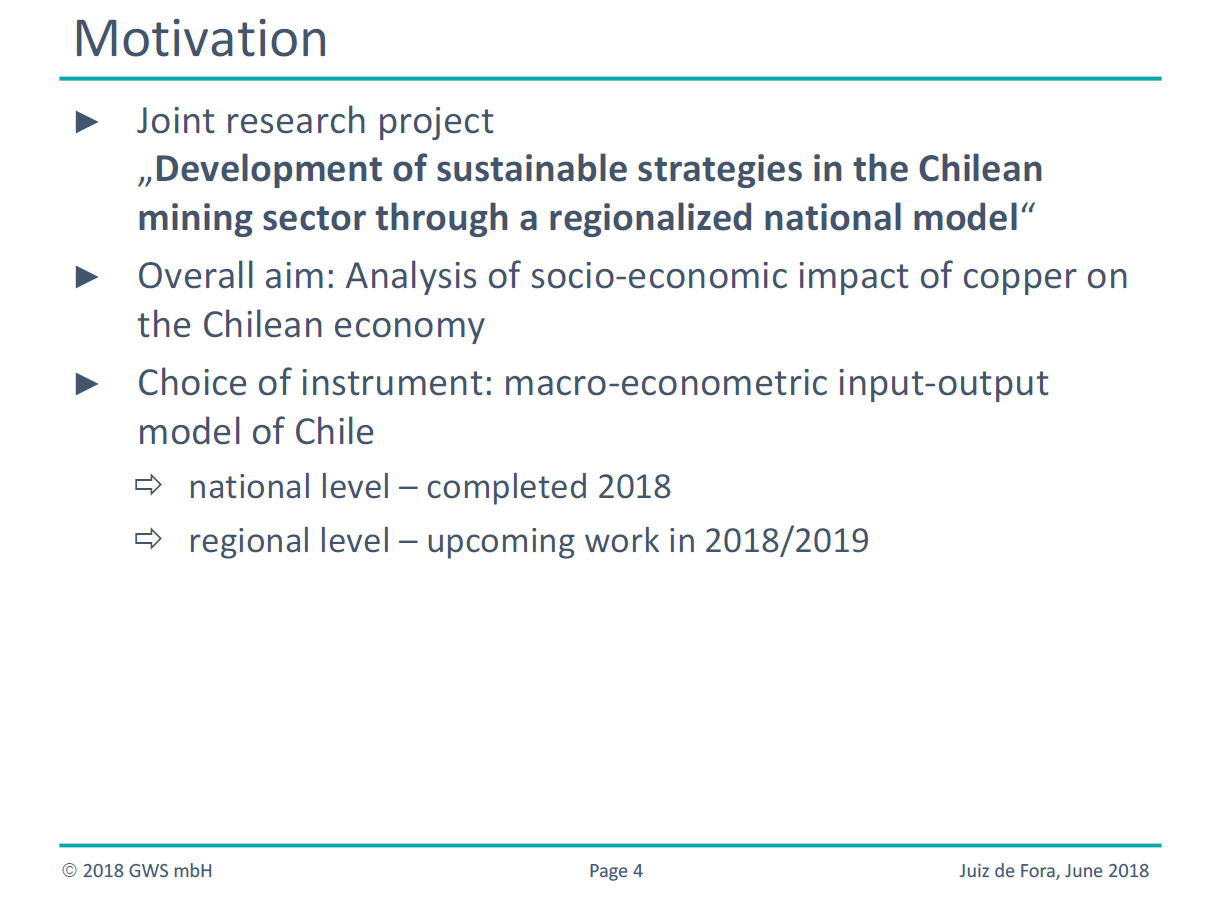 Motivation
► Joint research project
„Development of sustainable strategies in the Chilean
mining sector through a regionalized national model“
► Overall aim: Analysis of socio-economic impact of copper on
the Chilean economy
► Choice of instrument: macro-econometric input-output
model of Chile
⇨ national level – completed 2018
⇨ regional level – upcoming work in 2018/2019
© 2018 GWS mbH
Page 4
Juiz de Fora, June 2018